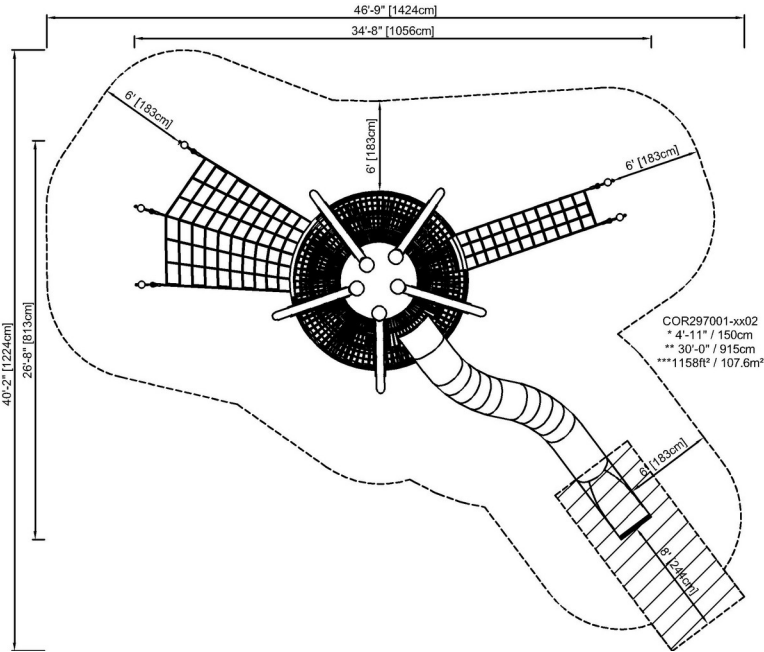 46'-9" [1424cm]
34'-8" [1056cm]
6' [183cm]
6' [183cm]
6' [183cm]
40'-2" [1224cm]
26'-8" [813cm]
COR297001-xx02
* 4'-11" / 150cm
** 30'-0" / 915cm
***1158ft² / 107.6m²
6' [183cm]
8' [244cm]